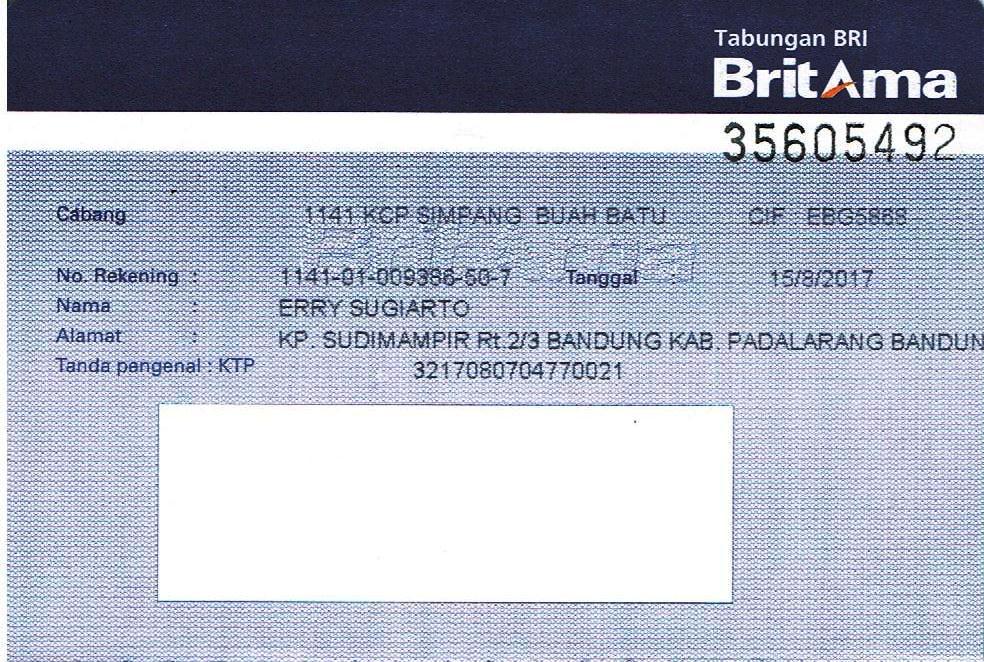 Tabungan BRI
BritAma
35605492
Cabang 1141 KCP SIMPANG BUAH BATU CIF EBG5868
No. Rekening : 1141-01-009386-50-7 Tanggal : 15/8/2017
Nama : ERRY SUGIARTO
Alamat : KP. SUDIMAMPIR Rt.2/3 BANDUNG KAB. PADALARANG BANDUN
Tanda pengenal : KTP 3217080704770021